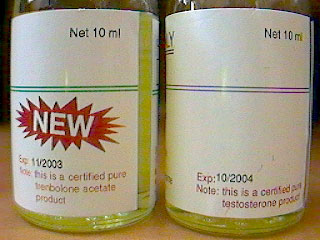 Net 10 ml
NEW
Exp: 11/2003
Note: this is a certified pure
trenbolone acetate
product
LY
Net 10 ml
Exp:10/2004
Note: this is a certified pure
testosterone product